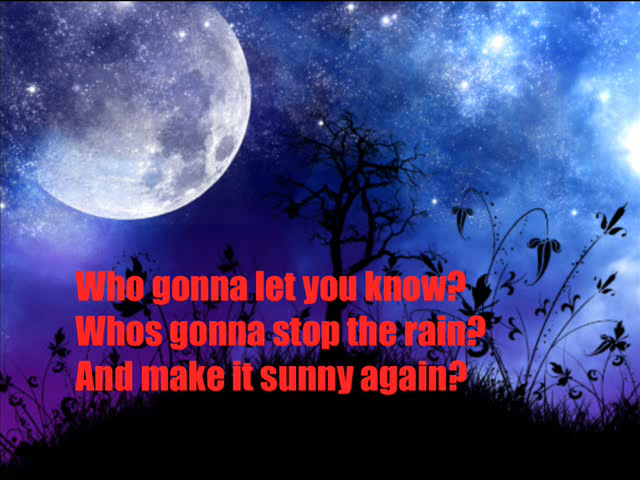 Who gonna let you know?
Whos gonna stop the rain?
And make it sunny again?